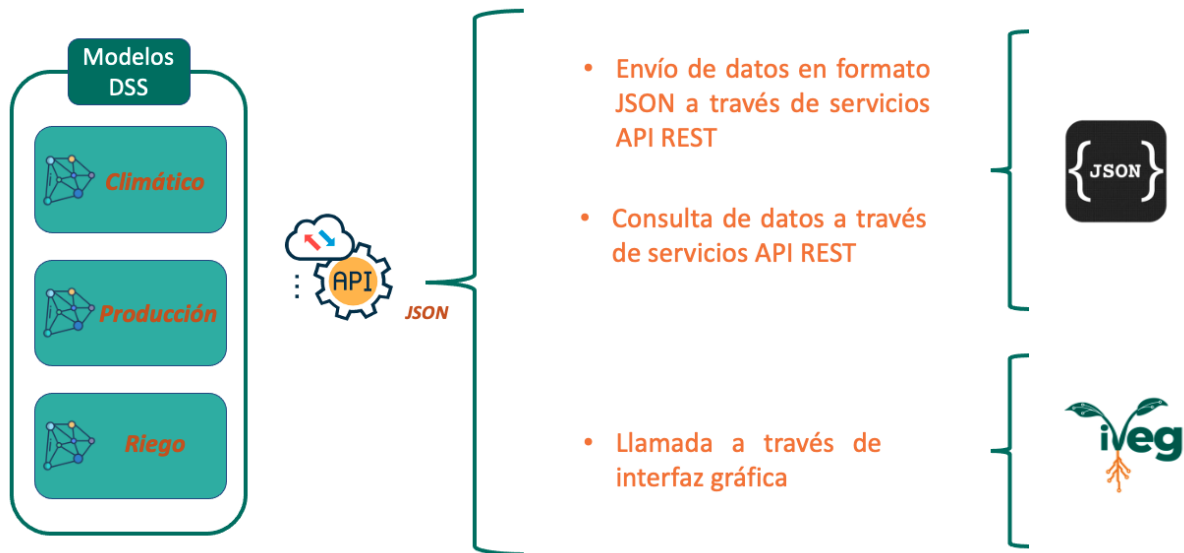 Modelos
DSS
Climático
Producción
Riego
API
JSON
• Envío de datos en formato
JSON a través de servicios
API REST
• Consulta de datos a través
de servicios API REST
• Llamada a través de
interfaz gráfica
{JSON}
iVeg